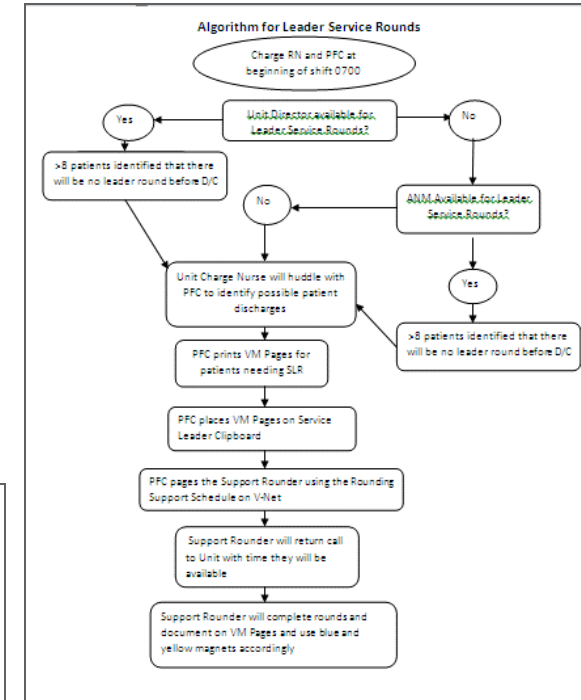 Algorithm for Leader Service Rounds
Charge RN and PFC at
beginning of shift 0700
Yes
Unit Director available for
Leader Service Rounds?
No
>8 patients identified that there
will be no leader round before D/C
No
ANM Available for Leader
Service Rounds?
Unit Charge Nurse will huddle with
PFC to identify possible patient
discharges
Yes
>8 patients identified that there
will be no leader round before D/C
PFC prints VM Pages for
patients needing SLR
PFC places VM Pages on Service
Leader Clipboard
PFC pages the Support Rounder using the Rounding
Support Schedule on V-Net
Support Rounder will return call
to Unit with time they will be
available
Support Rounder will complete rounds and
document on VM Pages and use blue and
yellow magnets accordingly